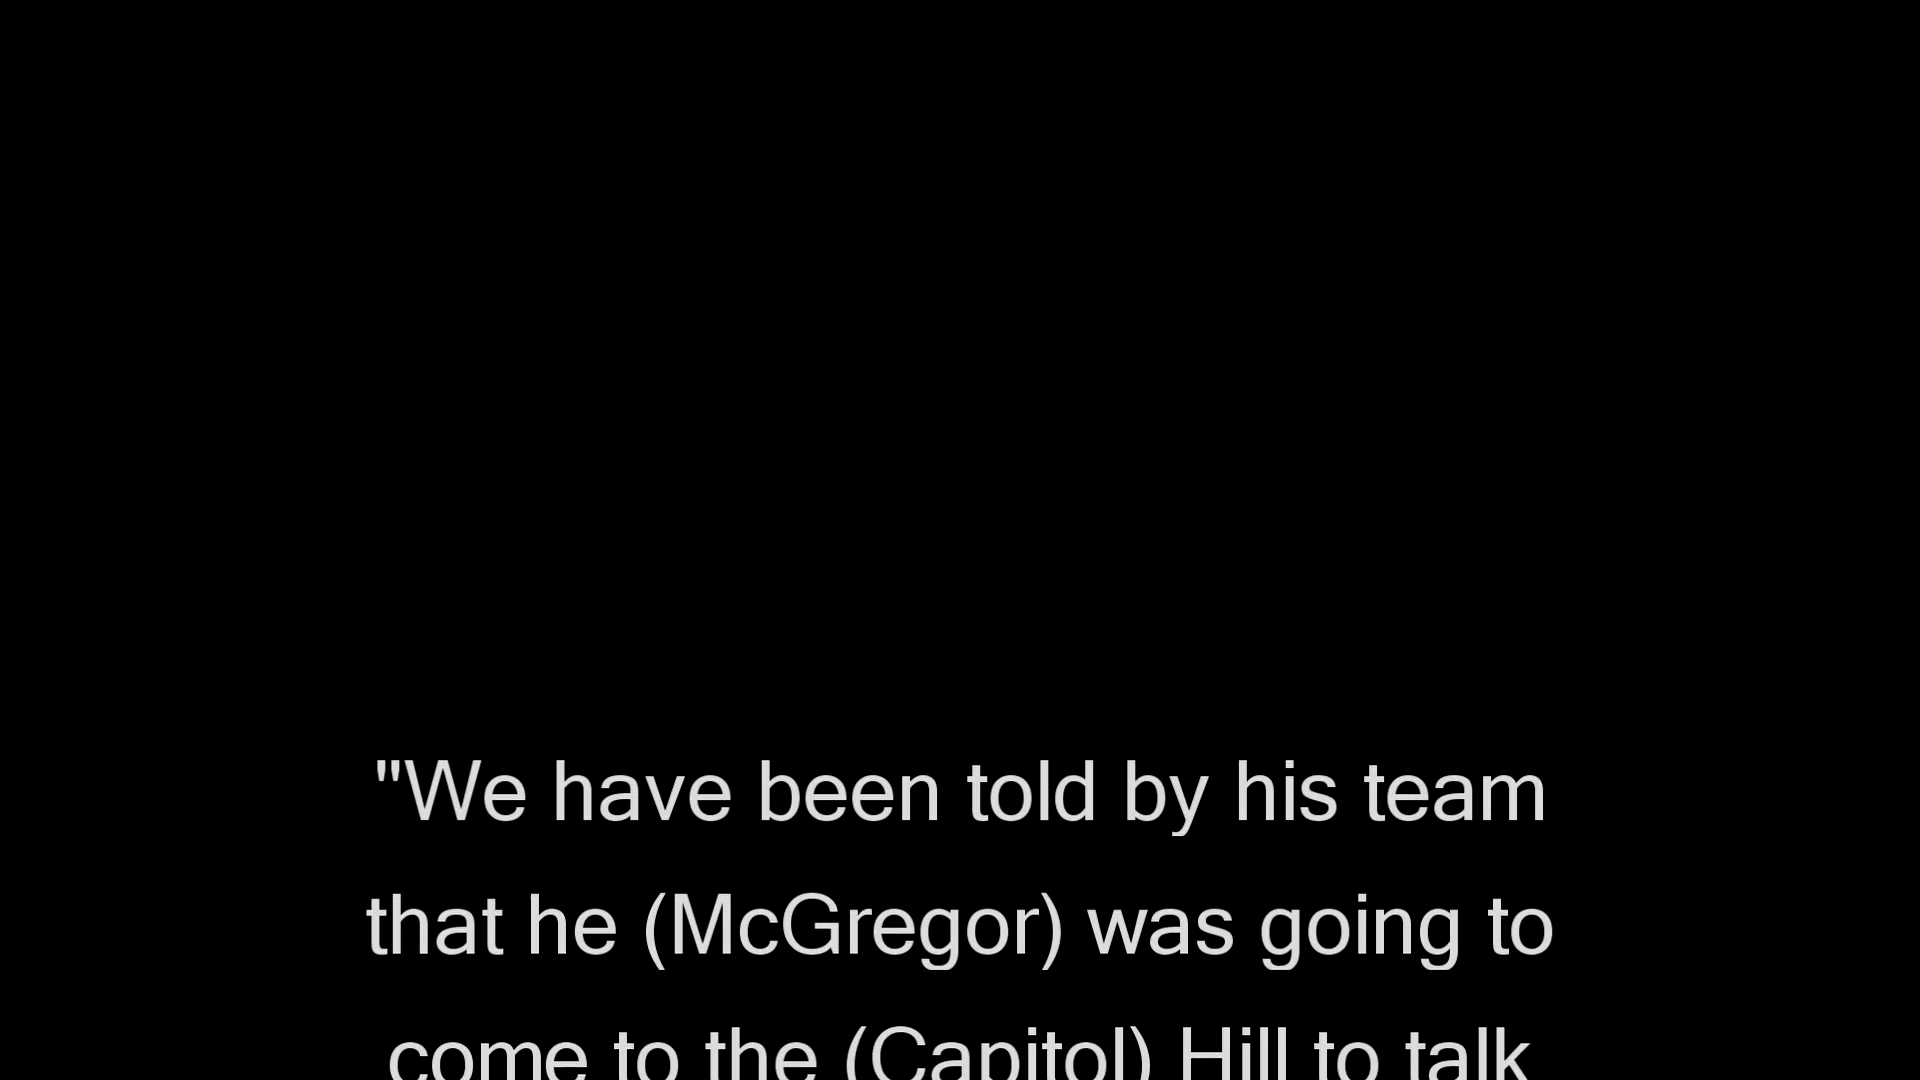 "We have been told by his team
that he (McGregor) was going to
come to the (Capitol) Hill to talk